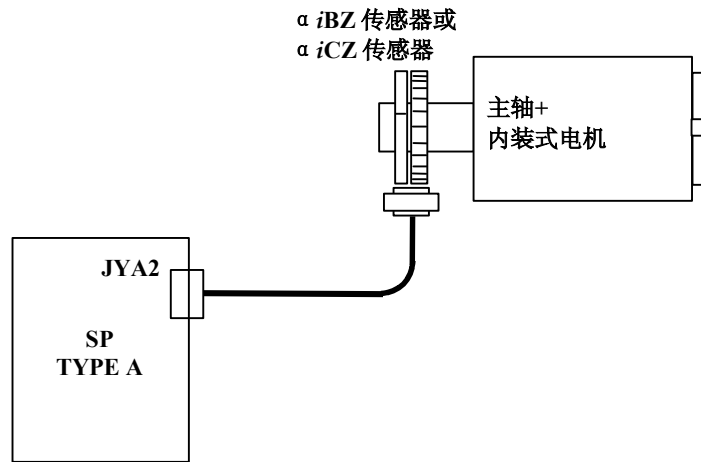 α iBZ 传感器或
α iCZ 传感器
主轴+
内装式电机
JYA2
SP
TYPE A